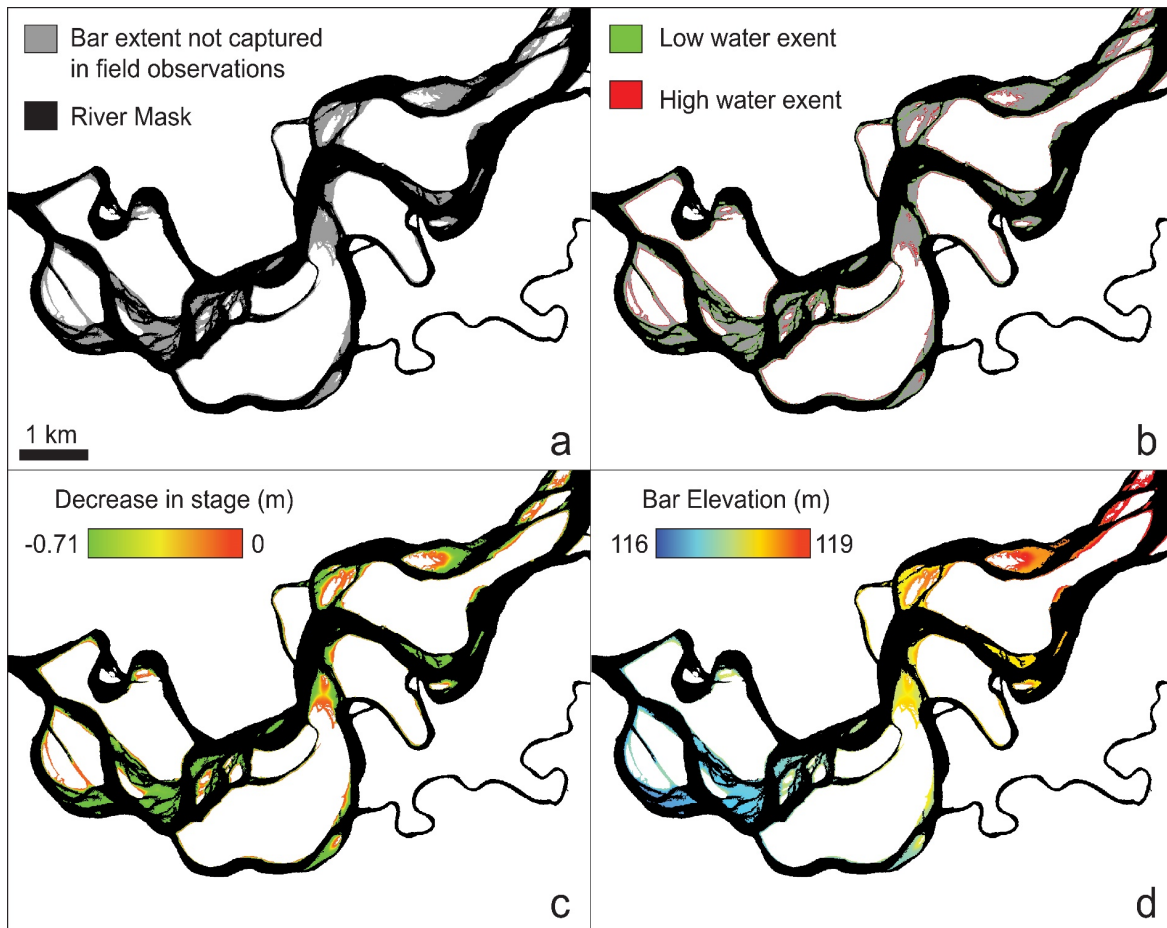 Bar extent not captured
in field observations
River Mask
1 km
a
Low water exent
High water exent
b
Decrease in stage (m)
-0.71
0
c
Bar Elevation (m)
116
119
d